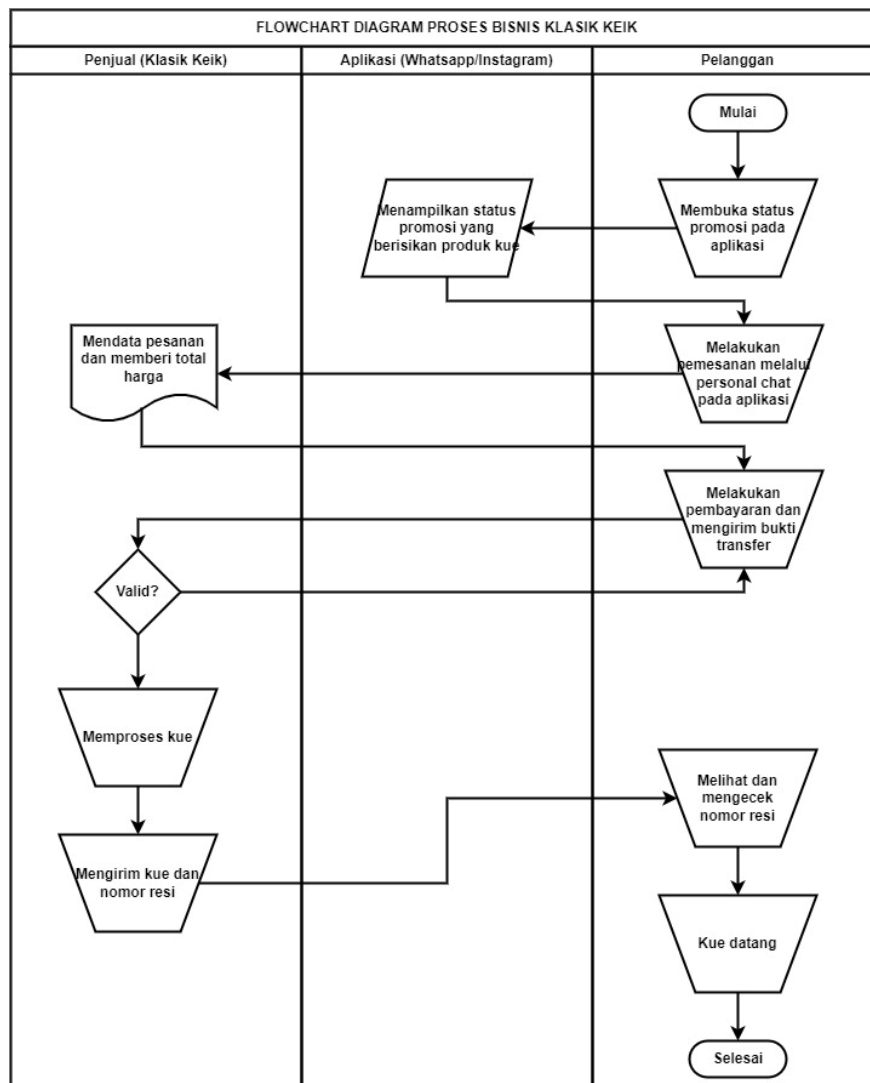 FLOWCHART DIAGRAM PROSES BISNIS KLASIK KEIK
Penjual (Klasik Keik)
Aplikasi (Whatsapp/Instagram)
Pelanggan
Mulai
Membuka status
promosi pada
aplikasi
Menampilkan status
promosi yang
berisikan produk kue
Melakukan
pemesanan melalui
personal chat
pada aplikasi
Mendata pesanan
dan memberi total
harga
Melakukan
pembayaran dan
mengirim bukti
transfer
Valid?
Memproses kue
Mengirim kue dan
nomor resi
Melihat dan
mengecek
nomor resi
Kue datang
Selesai